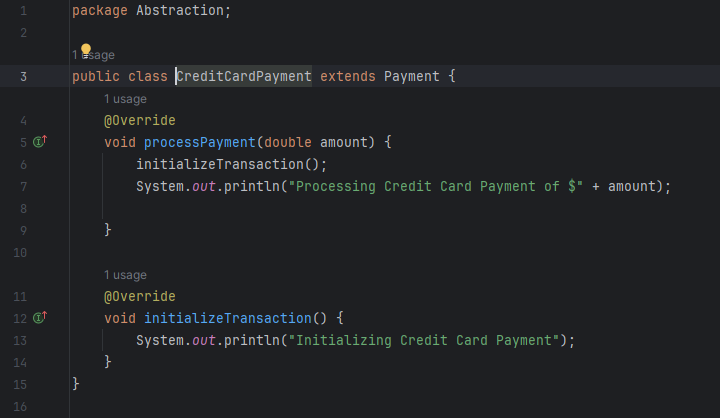 1 package Abstraction;
2
1 usage
3 public class CreditCardPayment extends Payment {
1 usage
4 @Override
5 void processPayment(double amount) {
6 initializeTransaction();
7 System.out.println("Processing Credit Card Payment of $" + amount);
8
9 }
10
1 usage
11 @Override
12 void initializeTransaction() {
13 System.out.println("Initializing Credit Card Payment");
14 }
15 }
16